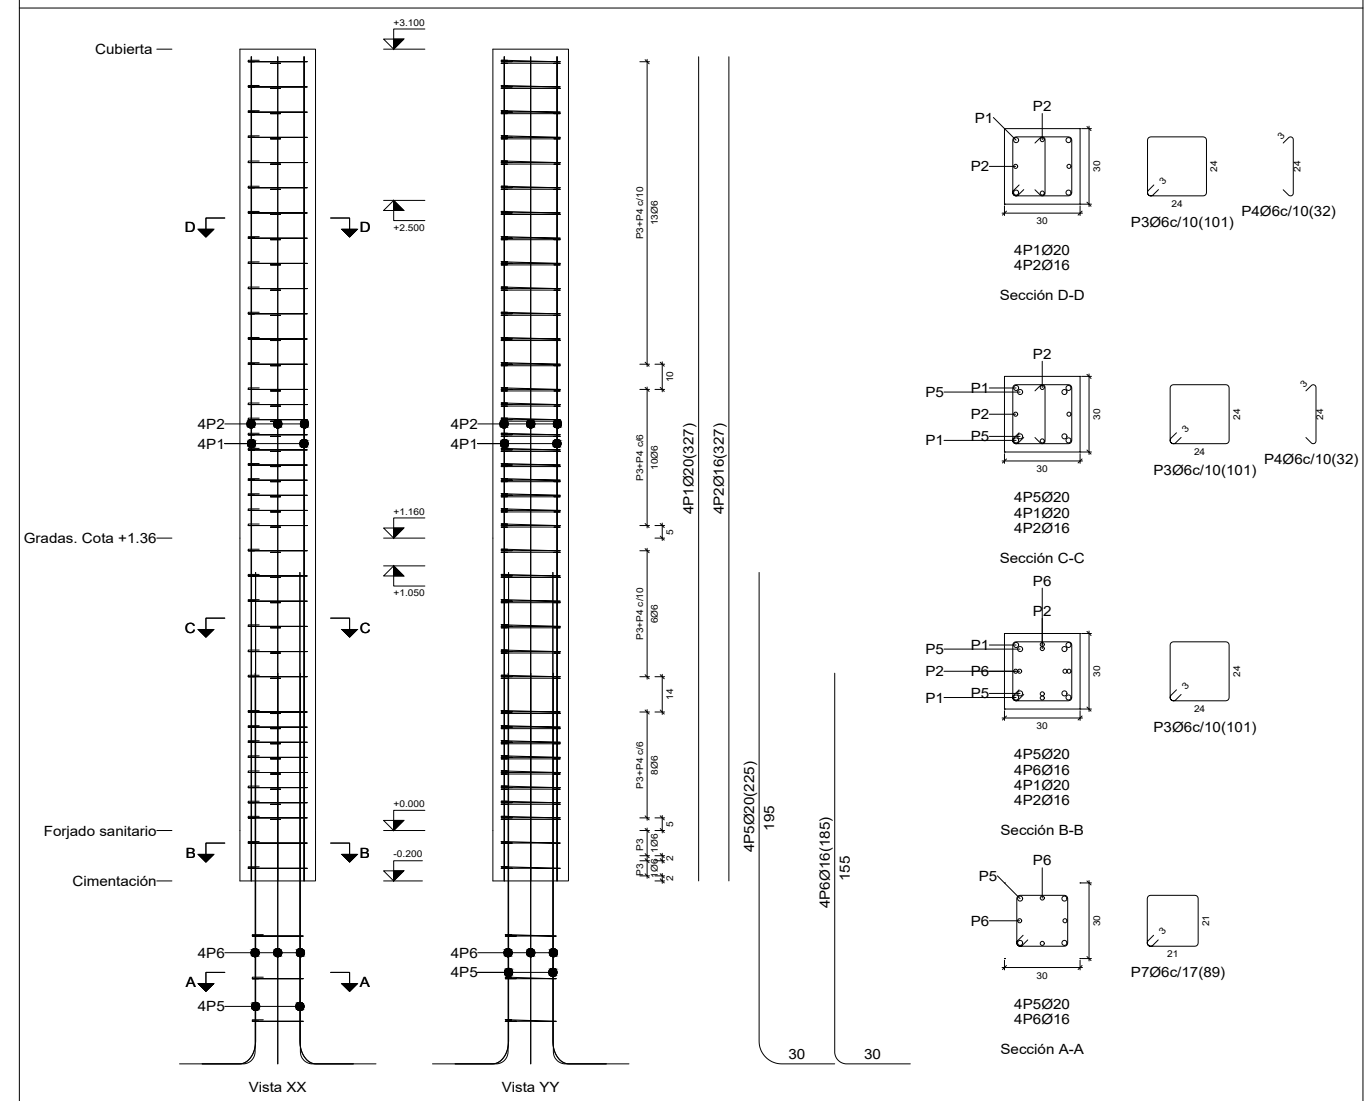 Cubierta
Gradas. Cota +1.36
Forjado sanitario
Cimentación
D
D
C
C
B
B
A
A
4P2
4P1
4P6
4P5
Vista XX
+3.100
+2.500
+1.160
+1.050
+0.000
-0.200
4P2
4P1
4P6
4P5
Vista YY
P3+P4 c/10
13Ø6
10
P3+P4 c/6
10Ø6
5
P3+P4 c/10
6Ø6
14
P3+P4 c/6
8Ø6
5
P3
1Ø6
2
P3
1Ø6
2
4P1Ø20(327)
4P2Ø16(327)
4P5Ø20(225)
195
30
4P6Ø16(185)
155
30
P2
P1
P2
30
30
4P1Ø20
4P2Ø16
Sección D-D
3
24
24
P3Ø6c/10(101)
3
24
P4Ø6c/10(32)
P2
P1
P5
P2
P5
P1
30
30
4P5Ø20
4P1Ø20
4P2Ø16
Sección C-C
3
24
24
P3Ø6c/10(101)
3
24
P4Ø6c/10(32)
P6
P2
P1
P5
P2
P6
P5
P1
30
30
4P5Ø20
4P6Ø16
4P1Ø20
4P2Ø16
Sección B-B
3
24
24
P3Ø6c/10(101)
P6
P5
P6
30
30
4P5Ø20
4P6Ø16
Sección A-A
3
21
21
P7Ø6c/17(89)